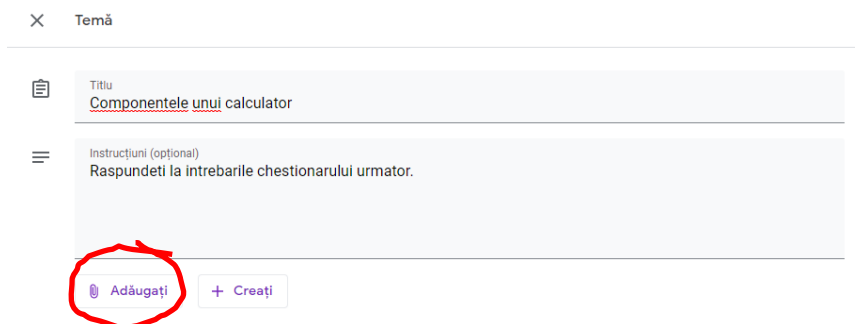 Temă
Titlu
Componentele unui calculator
Instrucțiuni (opțional)
Raspundeti la intrebarile chestionarului urmator.
Adăugați
Creați